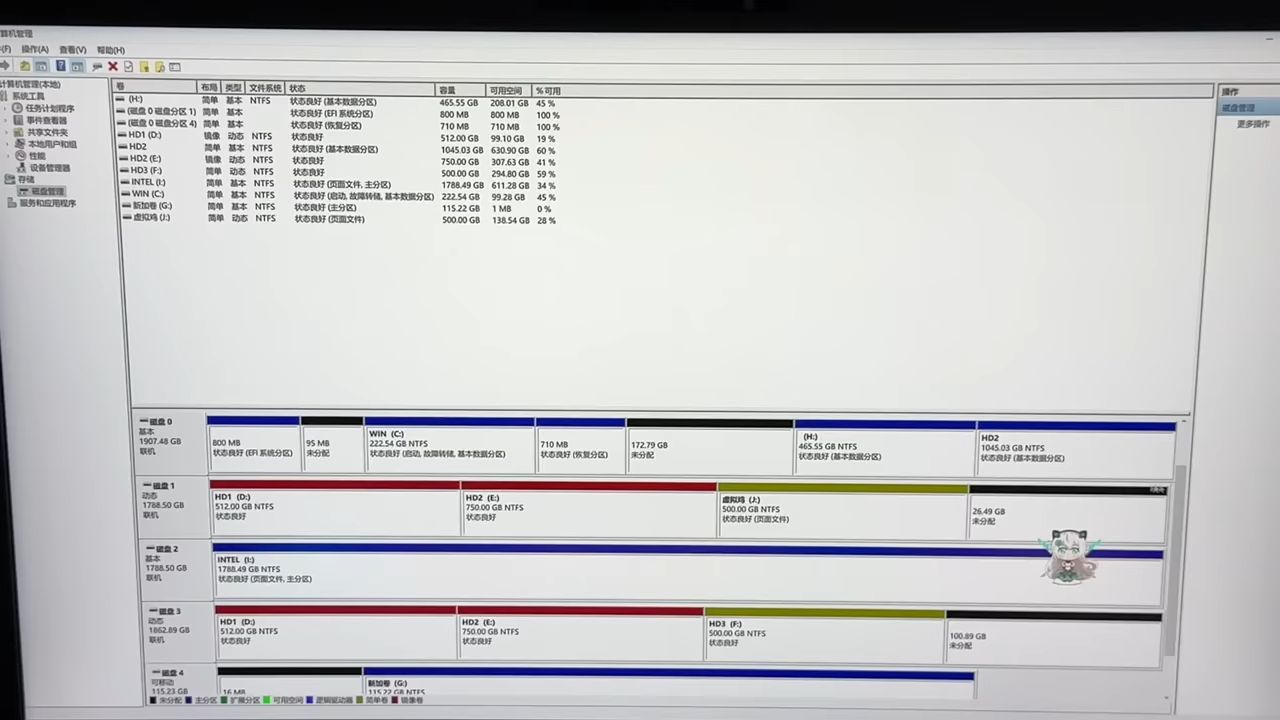 算机管理
(F) 操作(A) 查看(V) 帮助(H)
计算机管理(本地)
系统工具
任务计划程序
事件查看器
共享文件夹
本地用户和组
性能
设备管理器
存储
磁盘管理
服务和应用程序
卷 布局 类型 文件系统 状态 容量 可用空间 % 可用
(H:) 简单 基本 NTFS 状态良好 (基本数据分区) 465.55 GB 208.01 GB 45 %
(磁盘 0 磁盘分区 1) 简单 基本 状态良好 (EFI 系统分区) 800 MB 800 MB 100 %
(磁盘 0 磁盘分区 4) 简单 基本 状态良好 (恢复分区) 710 MB 710 MB 100 %
HD1 (D:) 镜像 动态 NTFS 状态良好 512.00 GB 99.10 GB 19 %
HD2 简单 基本 NTFS 状态良好 (基本数据分区) 1045.03 GB 630.90 GB 60 %
HD2 (E:) 镜像 动态 NTFS 状态良好 750.00 GB 307.63 GB 41 %
HD3 (F:) 简单 动态 NTFS 状态良好 500.00 GB 294.80 GB 59 %
INTEL (I:) 简单 基本 NTFS 状态良好 (页面文件, 主分区) 1788.49 GB 611.28 GB 34 %
WIN (C:) 简单 基本 NTFS 状态良好 (启动, 故障转储, 基本数据分区) 222.54 GB 99.28 GB 45 %
新加卷 (G:) 简单 基本 NTFS 状态良好 (主分区) 115.22 GB 1 MB 0 %
虚拟鸡 (J:) 简单 动态 NTFS 状态良好 (页面文件) 500.00 GB 138.54 GB 28 %
操作
磁盘管理
更多操作
磁盘 0
基本
1907.48 GB
联机
800 MB
状态良好 (EFI 系统分区)
95 MB
未分配
WIN (C:)
222.54 GB NTFS
状态良好 (启动, 故障转储, 基本数据分区)
710 MB
状态良好 (恢复分区)
172.79 GB
未分配
(H:)
465.55 GB NTFS
状态良好 (基本数据分区)
HD2
1045.03 GB NTFS
状态良好 (基本数据分区)
磁盘 1
动态
1788.50 GB
联机
HD1 (D:)
512.00 GB NTFS
状态良好
HD2 (E:)
750.00 GB NTFS
状态良好
虚拟鸡 (J:)
500.00 GB NTFS
状态良好 (页面文件)
26.49 GB
未分配
磁盘 2
基本
1788.50 GB
联机
INTEL (I:)
1788.49 GB NTFS
状态良好 (页面文件, 主分区)
磁盘 3
动态
1862.89 GB
联机
HD1 (D:)
512.00 GB NTFS
状态良好
HD2 (E:)
750.00 GB NTFS
状态良好
HD3 (F:)
500.00 GB NTFS
状态良好
100.89 GB
未分配
磁盘 4
可移动
115.23 GB
16 MB
新加卷 (G:)
115.22 GB NTFS
未分配 主分区 扩展分区 可用空间 逻辑驱动器 简单卷 镜像卷